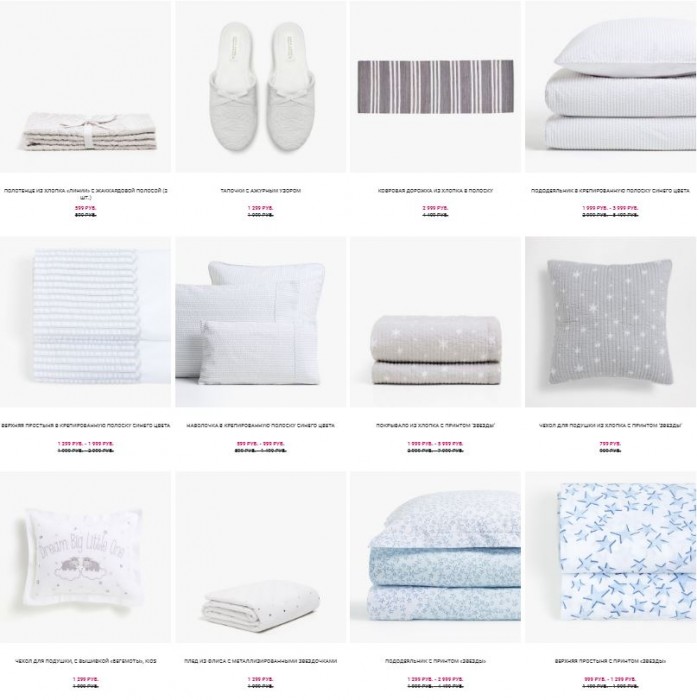 ПОЛОТЕНЦЕ ИЗ ХЛОПКА «ЛИНИИ» С ЖАККАРДОВОЙ ПОЛОСОЙ (3
ШТ.)
599 РУБ.
899 РУБ.
ТАПОЧКИ С АЖУРНЫМ УЗОРОМ
1 299 РУБ.
1 999 РУБ.
КОВРОВАЯ ДОРОЖКА ИЗ ХЛОПКА В ПОЛОСКУ
2 999 РУБ.
4 499 РУБ.
ПОДОДЕЯЛЬНИК В КРЕПИРОВАННУЮ ПОЛОСКУ СИНЕГО ЦВЕТА
1 999 РУБ. - 3 999 РУБ.
2 999 РУБ. - 5 499 РУБ.
ВЕРХНЯЯ ПРОСТЫНЯ В КРЕПИРОВАННУЮ ПОЛОСКУ СИНЕГО ЦВЕТА
1 299 РУБ. - 1 999 РУБ.
1 999 РУБ. - 2 999 РУБ.
НАВОЛОЧКА В КРЕПИРОВАННУЮ ПОЛОСКУ СИНЕГО ЦВЕТА
599 РУБ. - 999 РУБ.
899 РУБ. - 1 499 РУБ.
ПОКРЫВАЛО ИЗ ХЛОПКА С ПРИНТОМ "ЗВЕЗДЫ"
1 999 РУБ. - 5 999 РУБ.
2 999 РУБ. - 7 999 РУБ.
ЧЕХОЛ ДЛЯ ПОДУШКИ ИЗ ХЛОПКА С ПРИНТОМ "ЗВЕЗДЫ"
799 РУБ.
999 РУБ.
Dream Big Little One
ЧЕХОЛ ДЛЯ ПОДУШКИ, С ВЫШИВКОЙ «БЕГЕМОТЫ», KIDS
1 299 РУБ.
1 999 РУБ.
ПЛЕД ИЗ ФЛИСА С МЕТАЛЛИЗИРОВАННЫМИ ЗВЕЗДОЧКАМИ
1 299 РУБ.
1 999 РУБ.
ПОДОДЕЯЛЬНИК С ПРИНТОМ «ЗВЕЗДЫ»
1 299 РУБ. - 2 999 РУБ.
ВЕРХНЯЯ ПРОСТЫНЯ С ПРИНТОМ «ЗВЕЗДЫ»
999 РУБ. - 1 299 РУБ.
1 499 РУБ. - 1 999 РУБ.